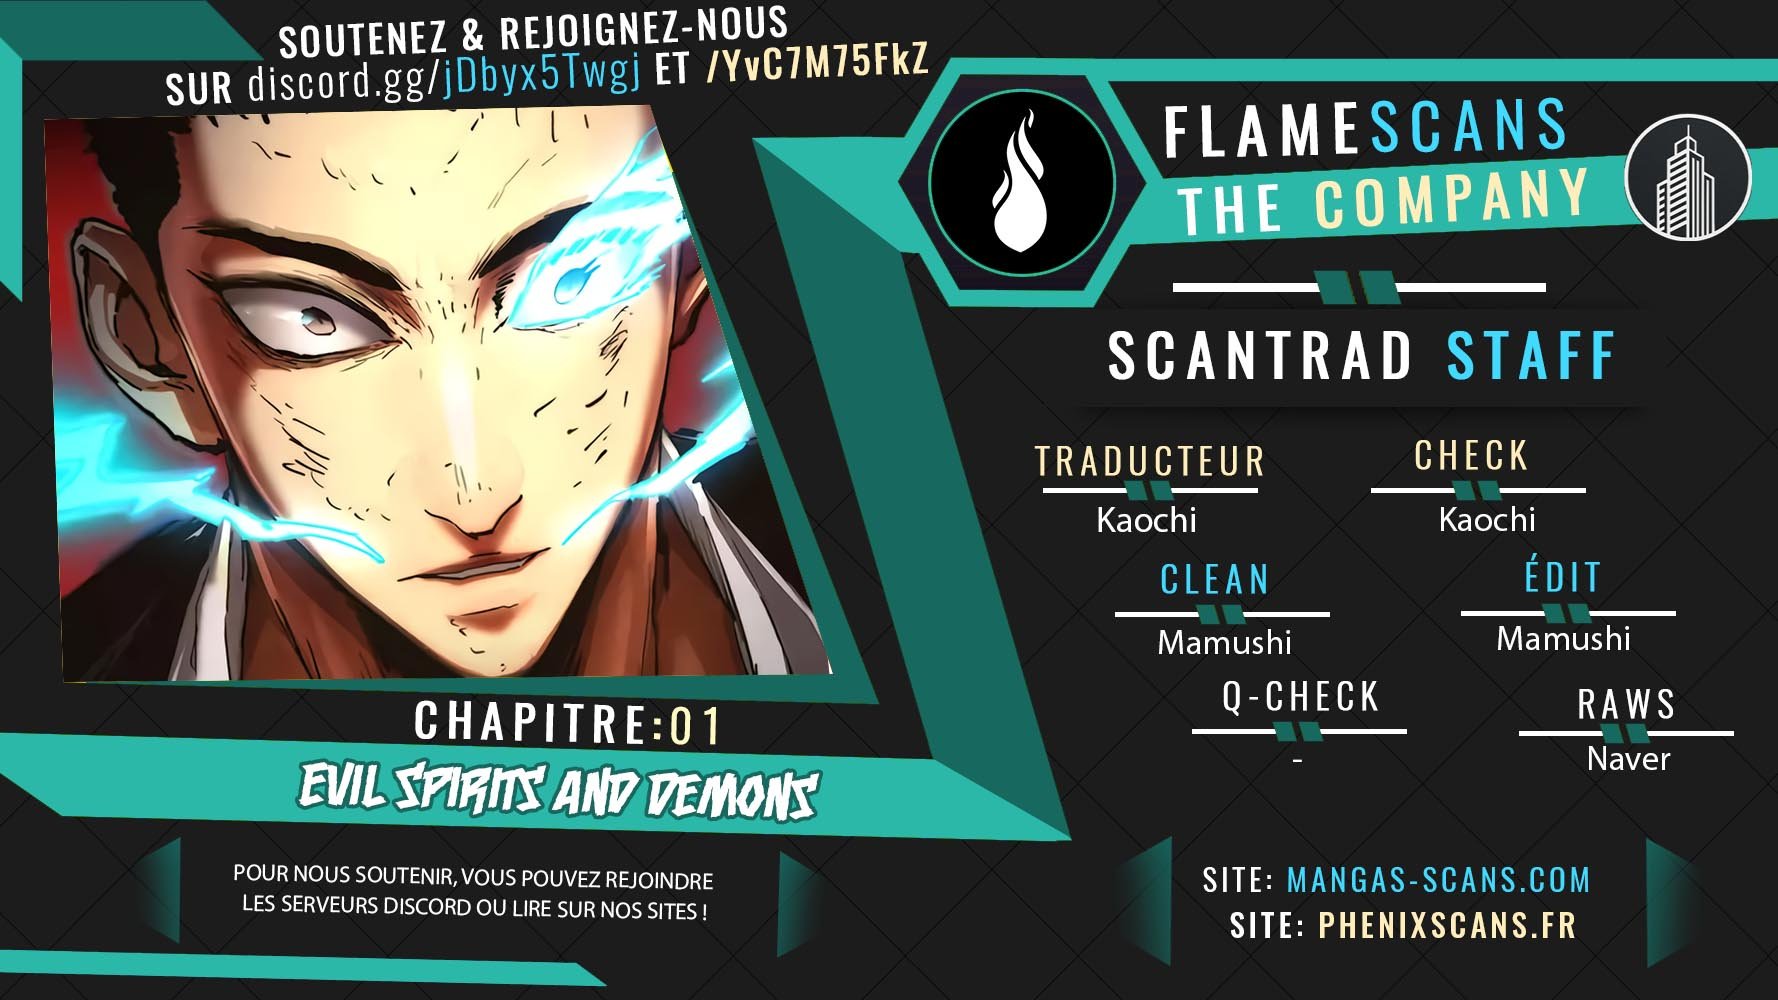 SOUTENEZ & REJOIGNEZ-NOUS
SUR discord.gg/jDbyx5Twgj ET /YvC7M75FkZ
FLAMESCANS
THE COMPANY
SCANTRAD STAFF
TRADUCTEUR
Kaochi
CHECK
Kaochi
CLEAN
Mamushi
ÉDIT
Mamushi
Q-CHECK
-
RAWS
Naver
CHAPITRE:01
EVIL SPIRITS AND DEMONS
POUR NOUS SOUTENIR, VOUS POUVEZ REJOINDRE
LES SERVEURS DISCORD OU LIRE SUR NOS SITES !
SITE: MANGAS-SCANS.COM
SITE: PHENIXSCANS.FR